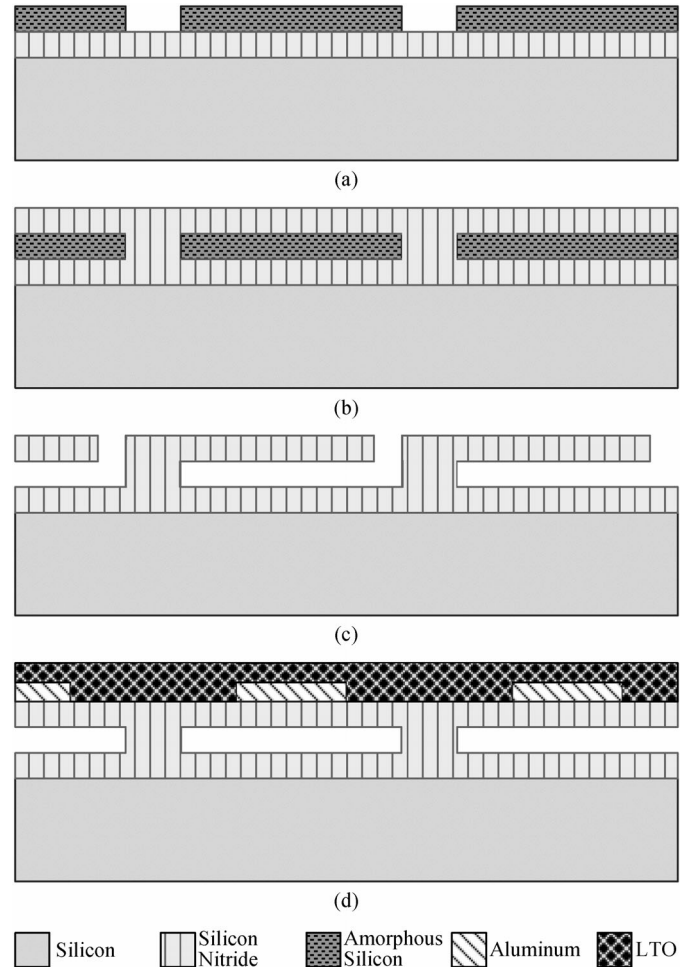 (a)
(b)
(c)
(d)
Silicon
Silicon
Nitride
Amorphous
Silicon
Aluminum
LTO